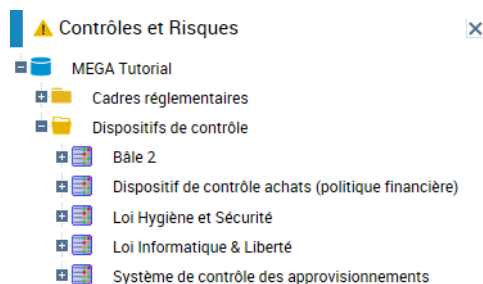 Contrôles et Risques
MEGA Tutorial
Cadres réglementaires
Dispositifs de contrôle
Bâle 2
Dispositif de contrôle achats (politique financière)
Loi Hygiène et Sécurité
Loi Informatique & Liberté
Système de contrôle des approvisionnements